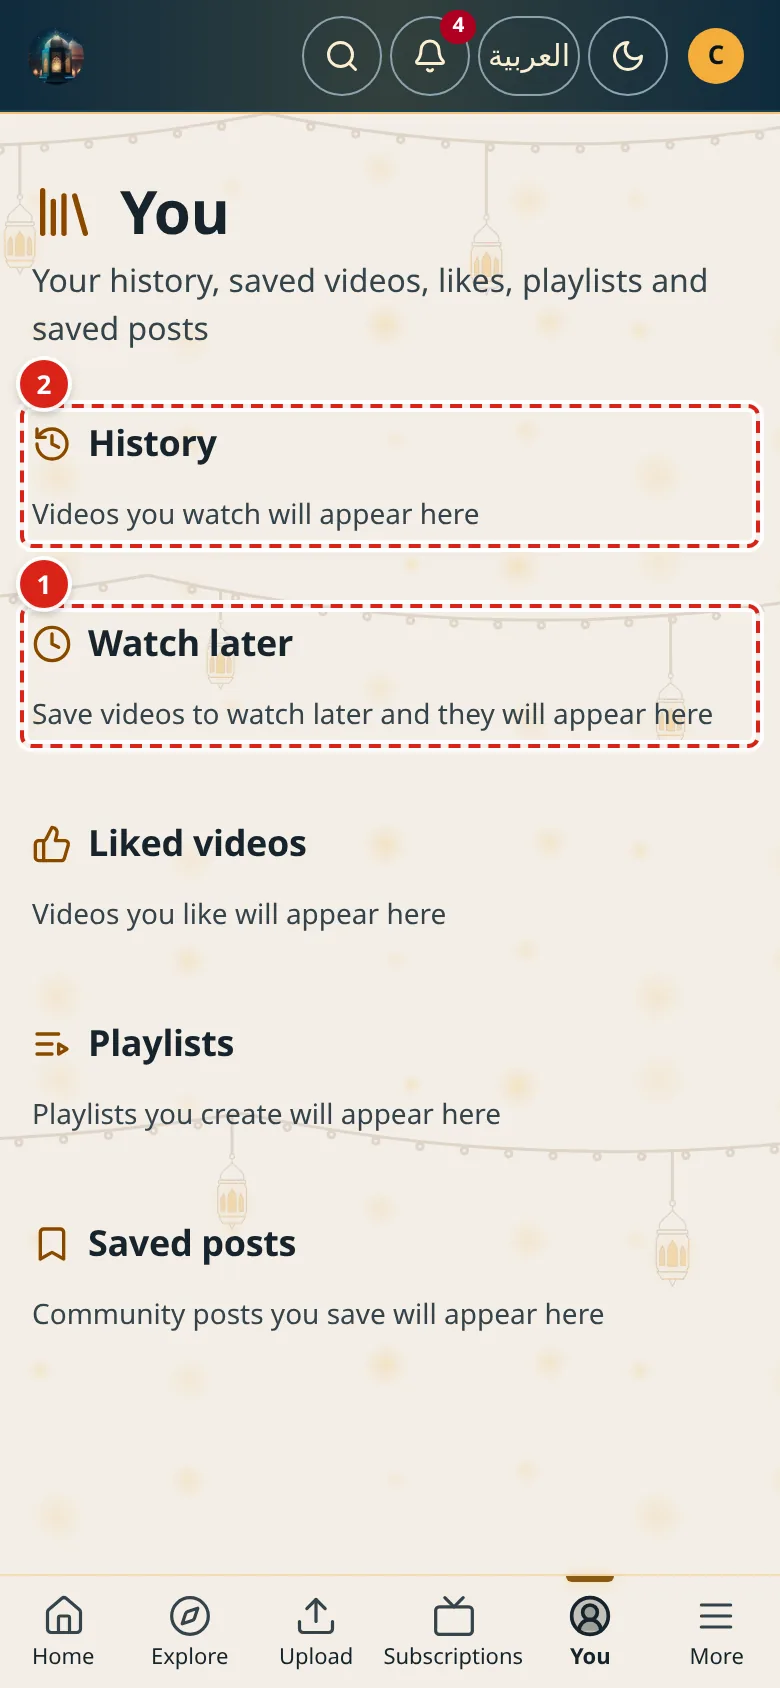 4
العربية
C
You
Your history, saved videos, likes, playlists and
saved posts
2
History
Videos you watch will appear here
1
Watch later
Save videos to watch later and they will appear here
Liked videos
Videos you like will appear here
Playlists
Playlists you create will appear here
Saved posts
Community posts you save will appear here
Home
Explore
Upload
Subscriptions
You
More